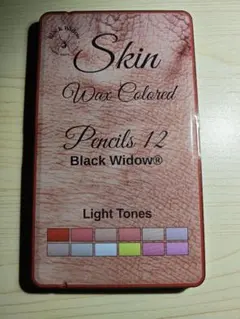 Skin
Wax Colored
Pencils 12
Black Widow®
Light Tones